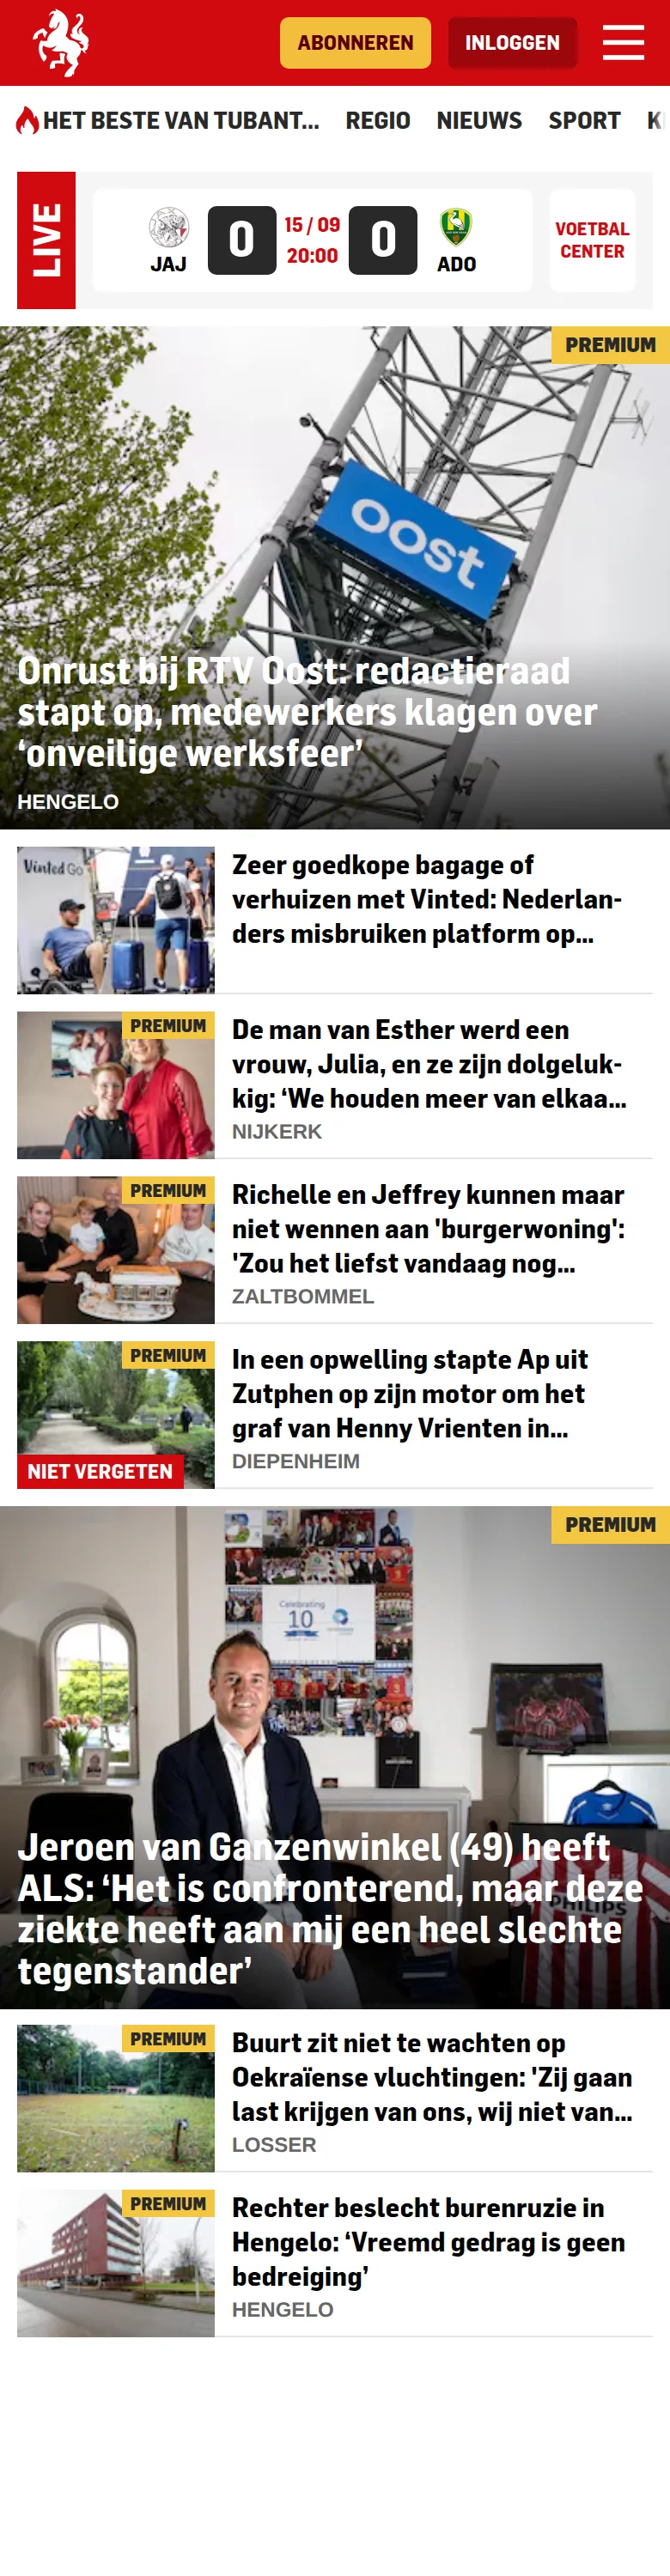 ABONNEREN
INLOGGEN
HET BESTE VAN TUBANT...
REGIO
NIEUWS
SPORT
LIVE
JAJ
0
15 / 09
20:00
0
ADO
VOETBAL
CENTER
PREMIUM
oost
Onrust bij RTV Oost: redactieraad
stapt op, medewerkers klagen over
‘onveilige werksfeer’
HENGELO
Vinted Go
Zeer goedkope bagage of
verhuizen met Vinted: Nederlan-
ders misbruiken platform op...
PREMIUM
De man van Esther werd een
vrouw, Julia, en ze zijn dolgeluk-
kig: ‘We houden meer van elkaa...
NIJKERK
PREMIUM
Richelle en Jeffrey kunnen maar
niet wennen aan 'burgerwoning':
'Zou het liefst vandaag nog...
ZALTBOMMEL
PREMIUM
NIET VERGETEN
In een opwelling stapte Ap uit
Zutphen op zijn motor om het
graf van Henny Vrienten in...
DIEPENHEIM
PREMIUM
Celebrating
10
PHILIPS
Jeroen van Ganzenwinkel (49) heeft
ALS: ‘Het is confronterend, maar deze
ziekte heeft aan mij een heel slechte
tegenstander’
PREMIUM
Buurt zit niet te wachten op
Oekraïense vluchtingen: 'Zij gaan
last krijgen van ons, wij niet van...
LOSSER
PREMIUM
Rechter beslecht burenruzie in
Hengelo: ‘Vreemd gedrag is geen
bedreiging’
HENGELO